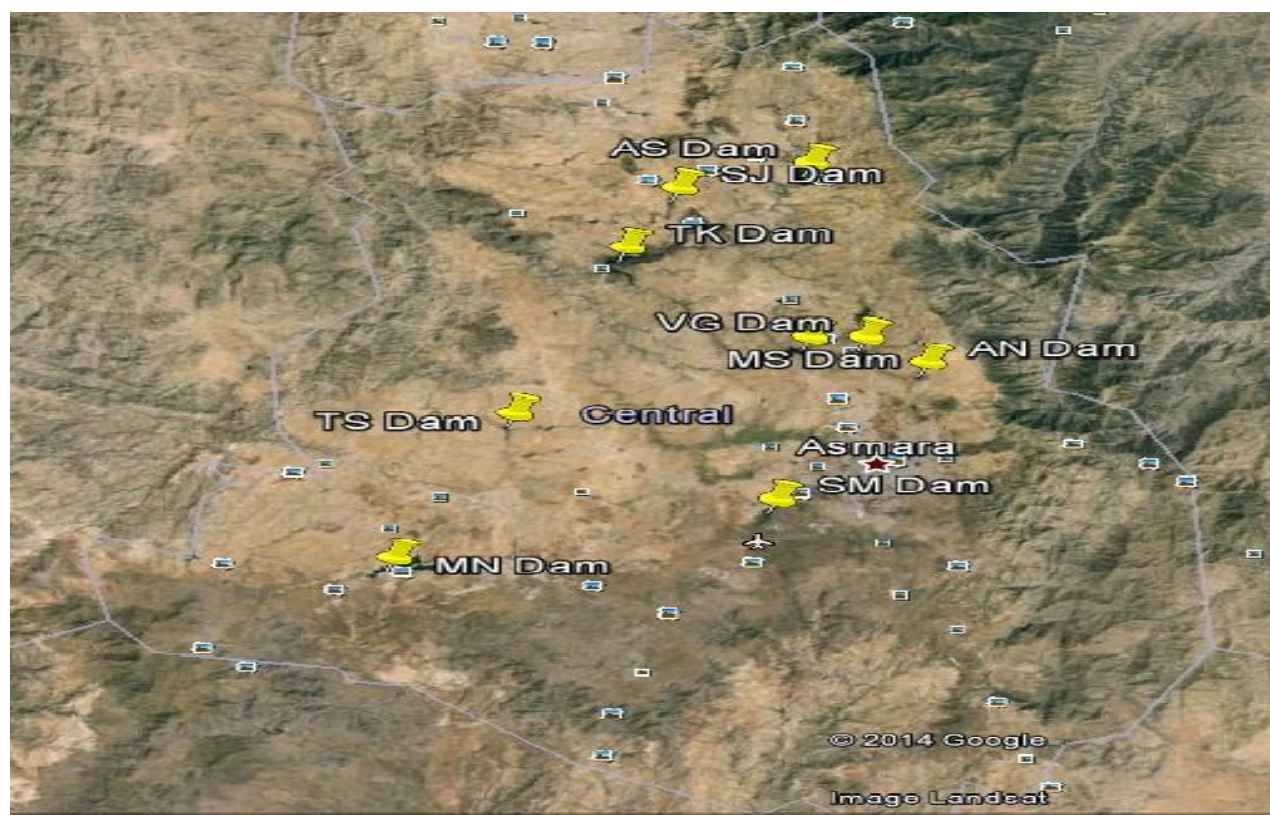 AS Dam
SJ Dam
TK Dam
VG Dam
MS Dam
AN Dam
TS Dam
Central
Asmara
SM Dam
MN Dam
© 2014 Google
Image Landsat